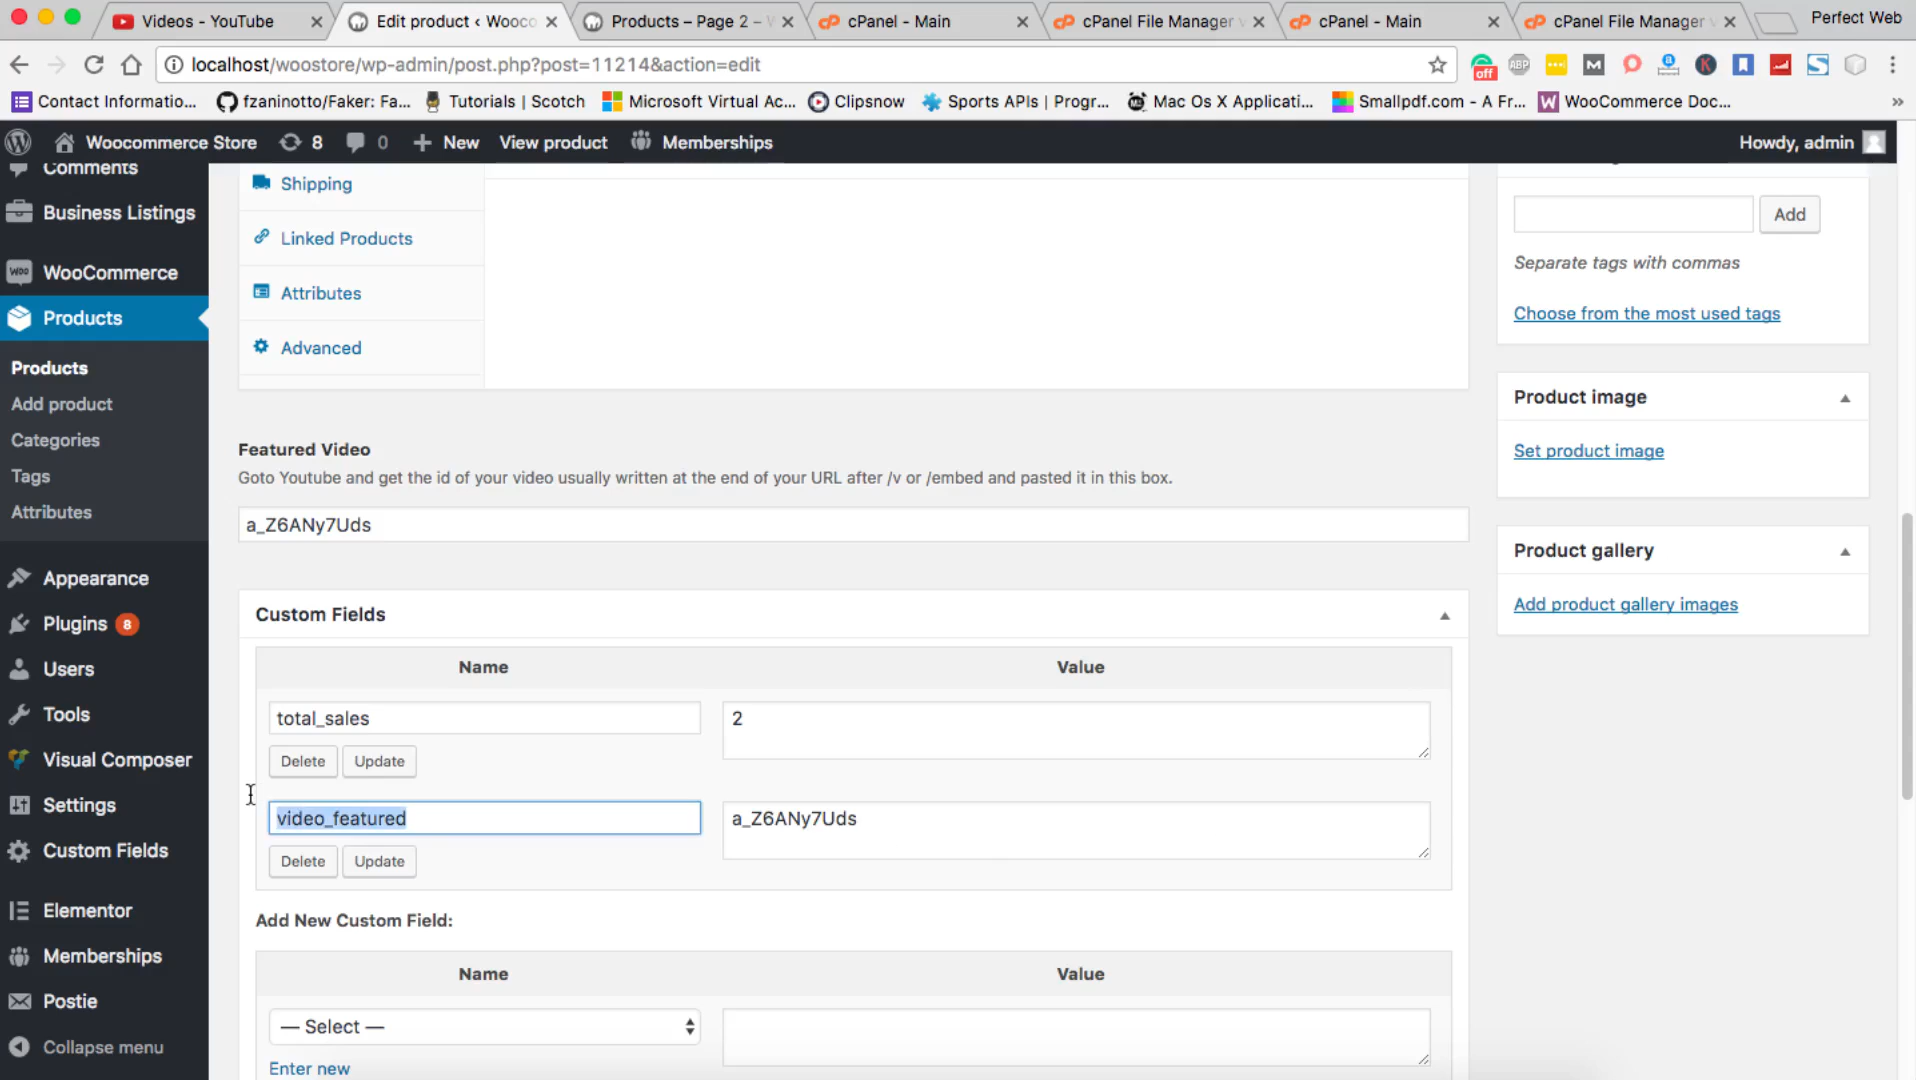 Videos - YouTube
Edit product ‹ Wooco
Products – Page 2 –
cPanel - Main
cPanel File Manager
cPanel - Main
cPanel File Manager
Perfect Web
localhost/woostore/wp-admin/post.php?post=11214&action=edit
off
ABP
M
K
S
Contact Informatio...
fzaninotto/Faker: Fa...
Tutorials | Scotch
Microsoft Virtual Ac...
Clipsnow
Sports APIs | Progr...
Mac Os X Applicati...
Smallpdf.com - A Fr...
W WooCommerce Doc...
»
Woocommerce Store
8
0
New
View product
Memberships
Howdy, admin
Comments
Business Listings
WooCommerce
Products
Products
Add product
Categories
Tags
Attributes
Appearance
Plugins 8
Users
Tools
Visual Composer
Settings
Custom Fields
Elementor
Memberships
Postie
Collapse menu
Shipping
Linked Products
Attributes
Advanced
Featured Video
Goto Youtube and get the id of your video usually written at the end of your URL after /v or /embed and pasted it in this box.
a_Z6ANy7Uds
Custom Fields
Name
Value
total_sales
2
Delete
Update
video_featured
a_Z6ANy7Uds
Delete
Update
Add New Custom Field:
Name
Value
— Select —
Enter new
Add
Separate tags with commas
Choose from the most used tags
Product image
Set product image
Product gallery
Add product gallery images